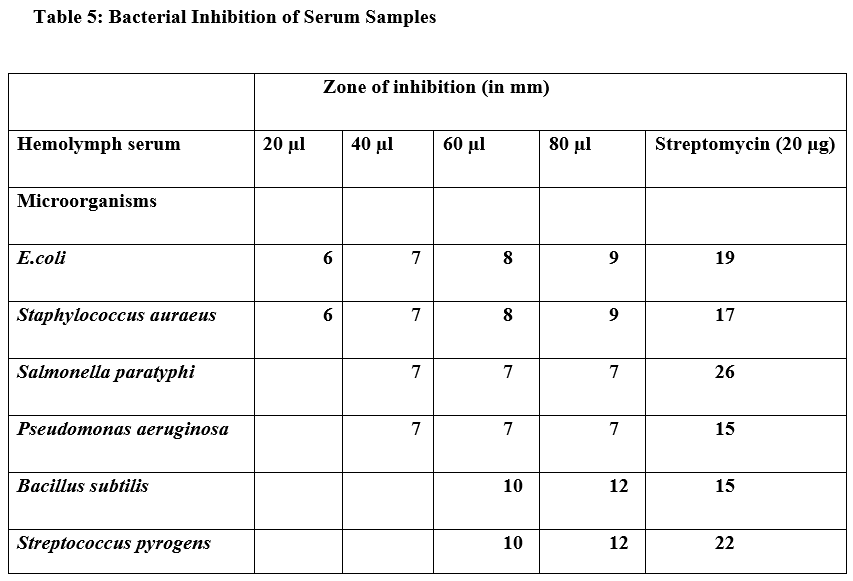 Table 5: Bacterial Inhibition of Serum Samples
Zone of inhibition (in mm)
Hemolymph serum 20 µl 40 µl 60 µl 80 µl Streptomycin (20 µg)
Microorganisms
E.coli 6 7 8 9 19
Staphylococcus auraeus 6 7 8 9 17
Salmonella paratyphi 7 7 7 26
Pseudomonas aeruginosa 7 7 7 15
Bacillus subtilis 10 12 15
Streptococcus pyrogens 10 12 22